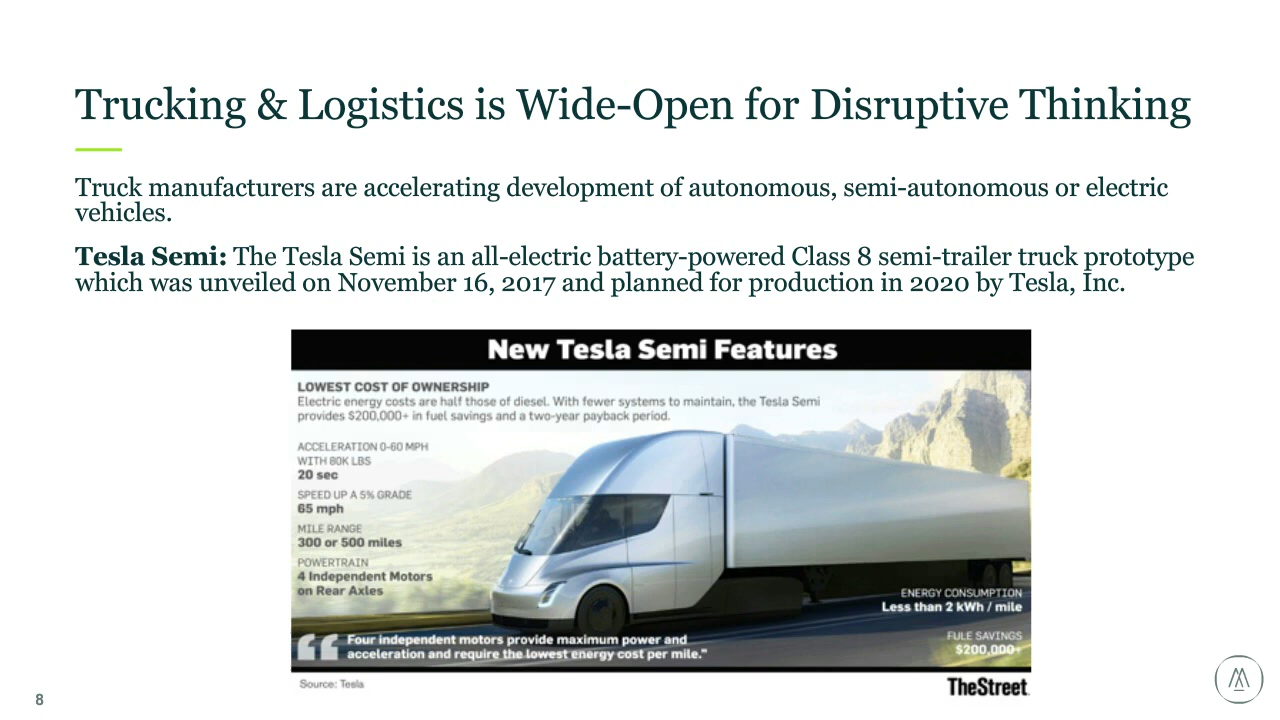 Trucking & Logistics is Wide-Open for Disruptive Thinking
Truck manufacturers are accelerating development of autonomous, semi-autonomous or electric
vehicles.
Tesla Semi: The Tesla Semi is an all-electric battery-powered Class 8 semi-trailer truck prototype
which was unveiled on November 16, 2017 and planned for production in 2020 by Tesla, Inc.
New Tesla Semi Features
LOWEST COST OF OWNERSHIP
Electric energy costs are half those of diesel. With fewer systems to maintain, the Tesla Semi
provides $200,000+ in fuel savings and a two-year payback period.
ACCELERATION 0-60 MPH
WITH 80K LBS
20 sec
SPEED UP A 5% GRADE
65 mph
MILE RANGE
300 or 500 miles
POWERTRAIN
4 Independent Motors
on Rear Axles
ENERGY CONSUMPTION
Less than 2 kWh / mile
FULE SAVINGS
$200,000+
“Four independent motors provide maximum power and
acceleration and require the lowest energy cost per mile."
Source: Tesla
TheStreet
8